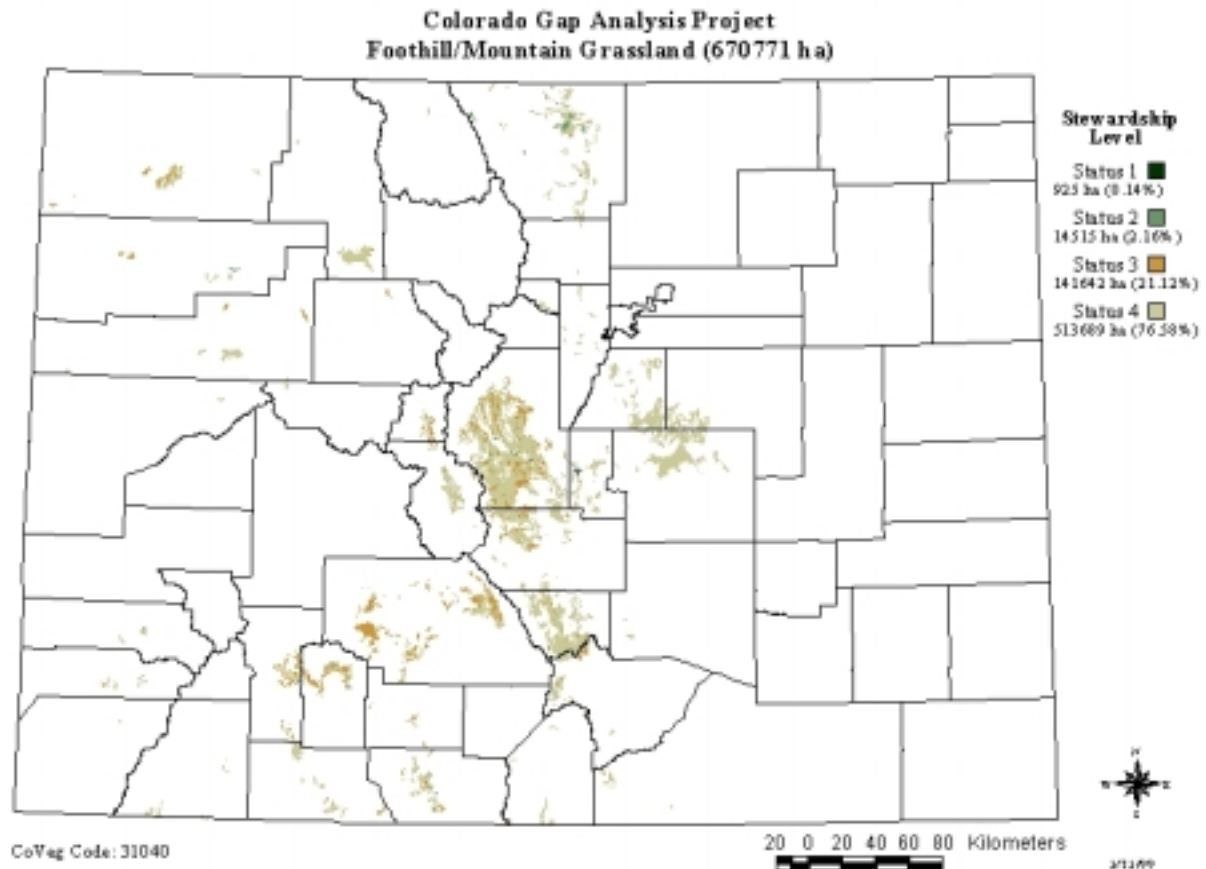 Colorado Gap Analysis Project
Foothill/Mountain Grassland (670771 ha)
Stewardship
Level
Status 1
925 ha (0.14%)
Status 2
14515 ha (2.16%)
Status 3
141642 ha (21.12%)
Status 4
513689 ha (76.58%)
N
CoVeg Code: 31040
20 0 20 40 60 80 Kilometers